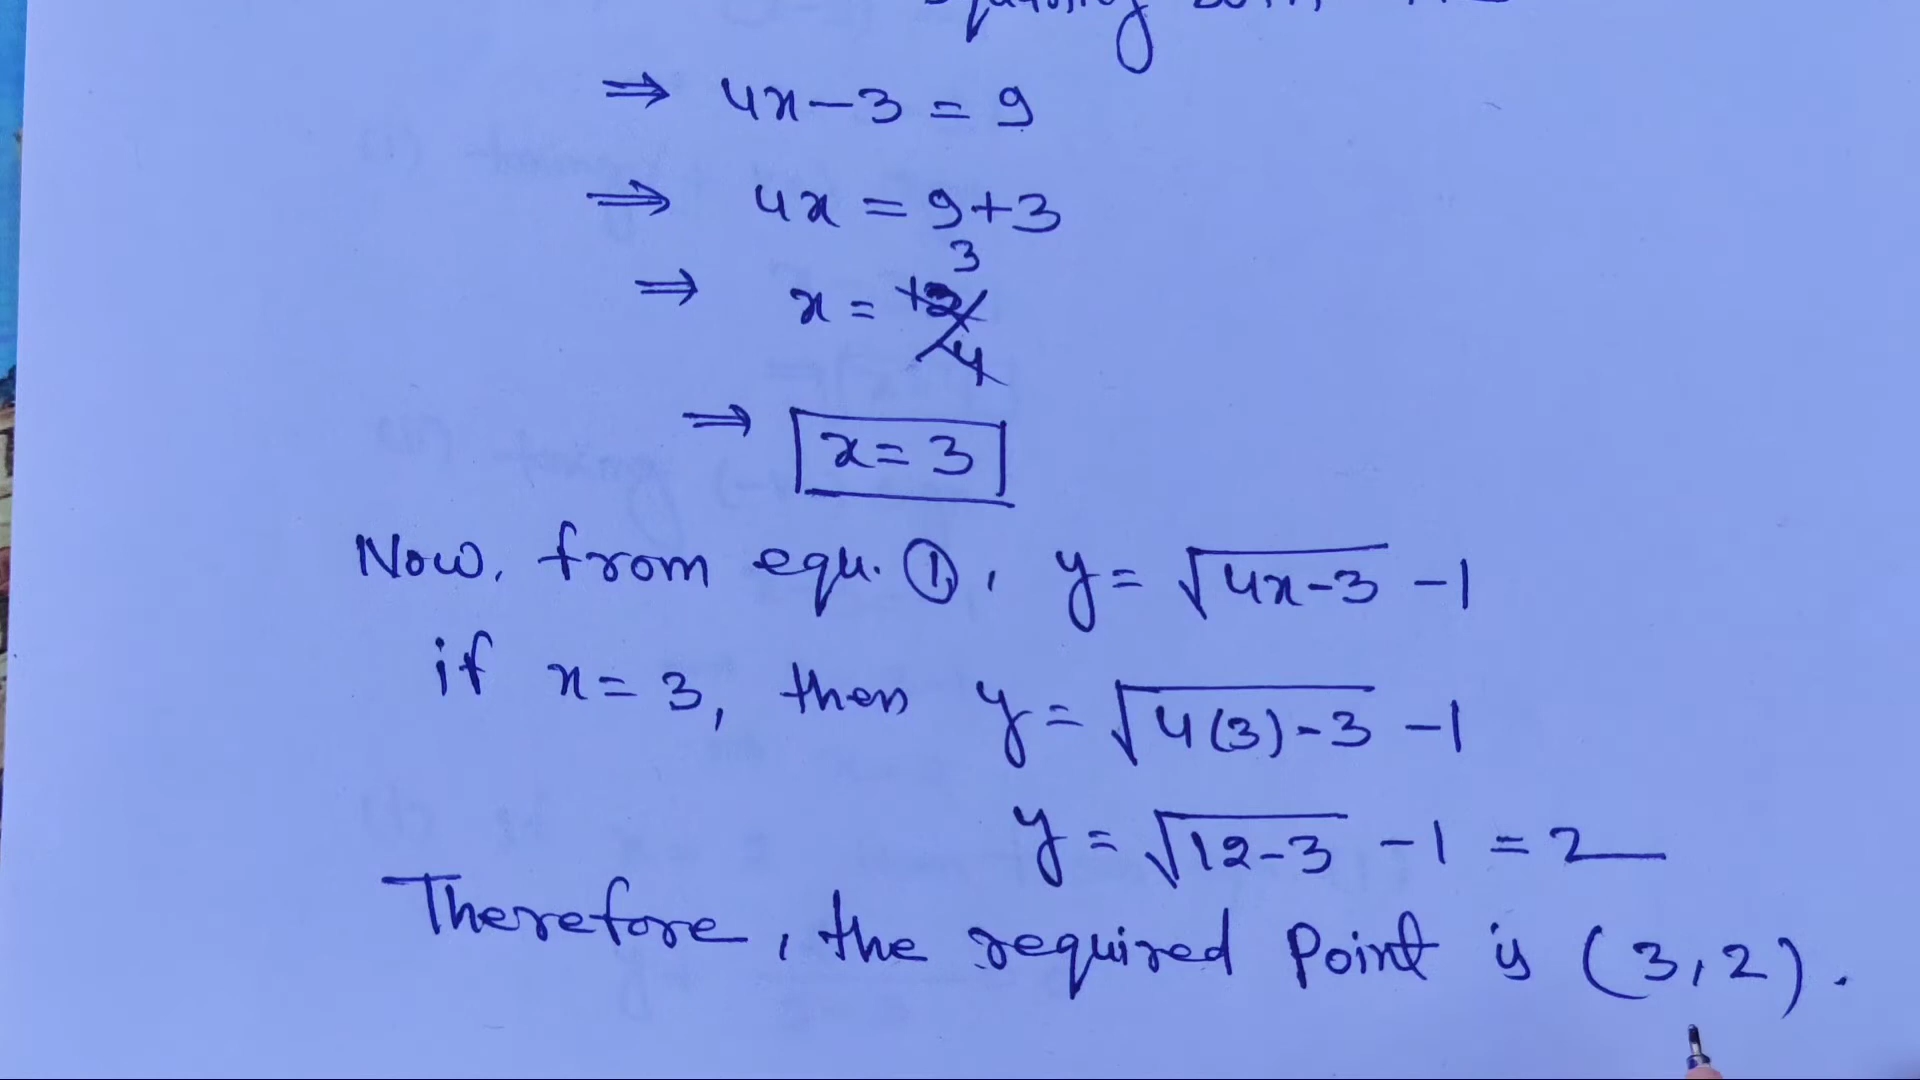 ⇒ 4x-3 = 9
⇒ 4x = 9+3
3
⇒ x = 12/4
⇒ x = 3
Now, from equ. ①, y = √4x-3 -1
if x = 3, then y = √4(3)-3 -1
y = √12-3 -1 = 2
Therefore, the required Point is (3,2).